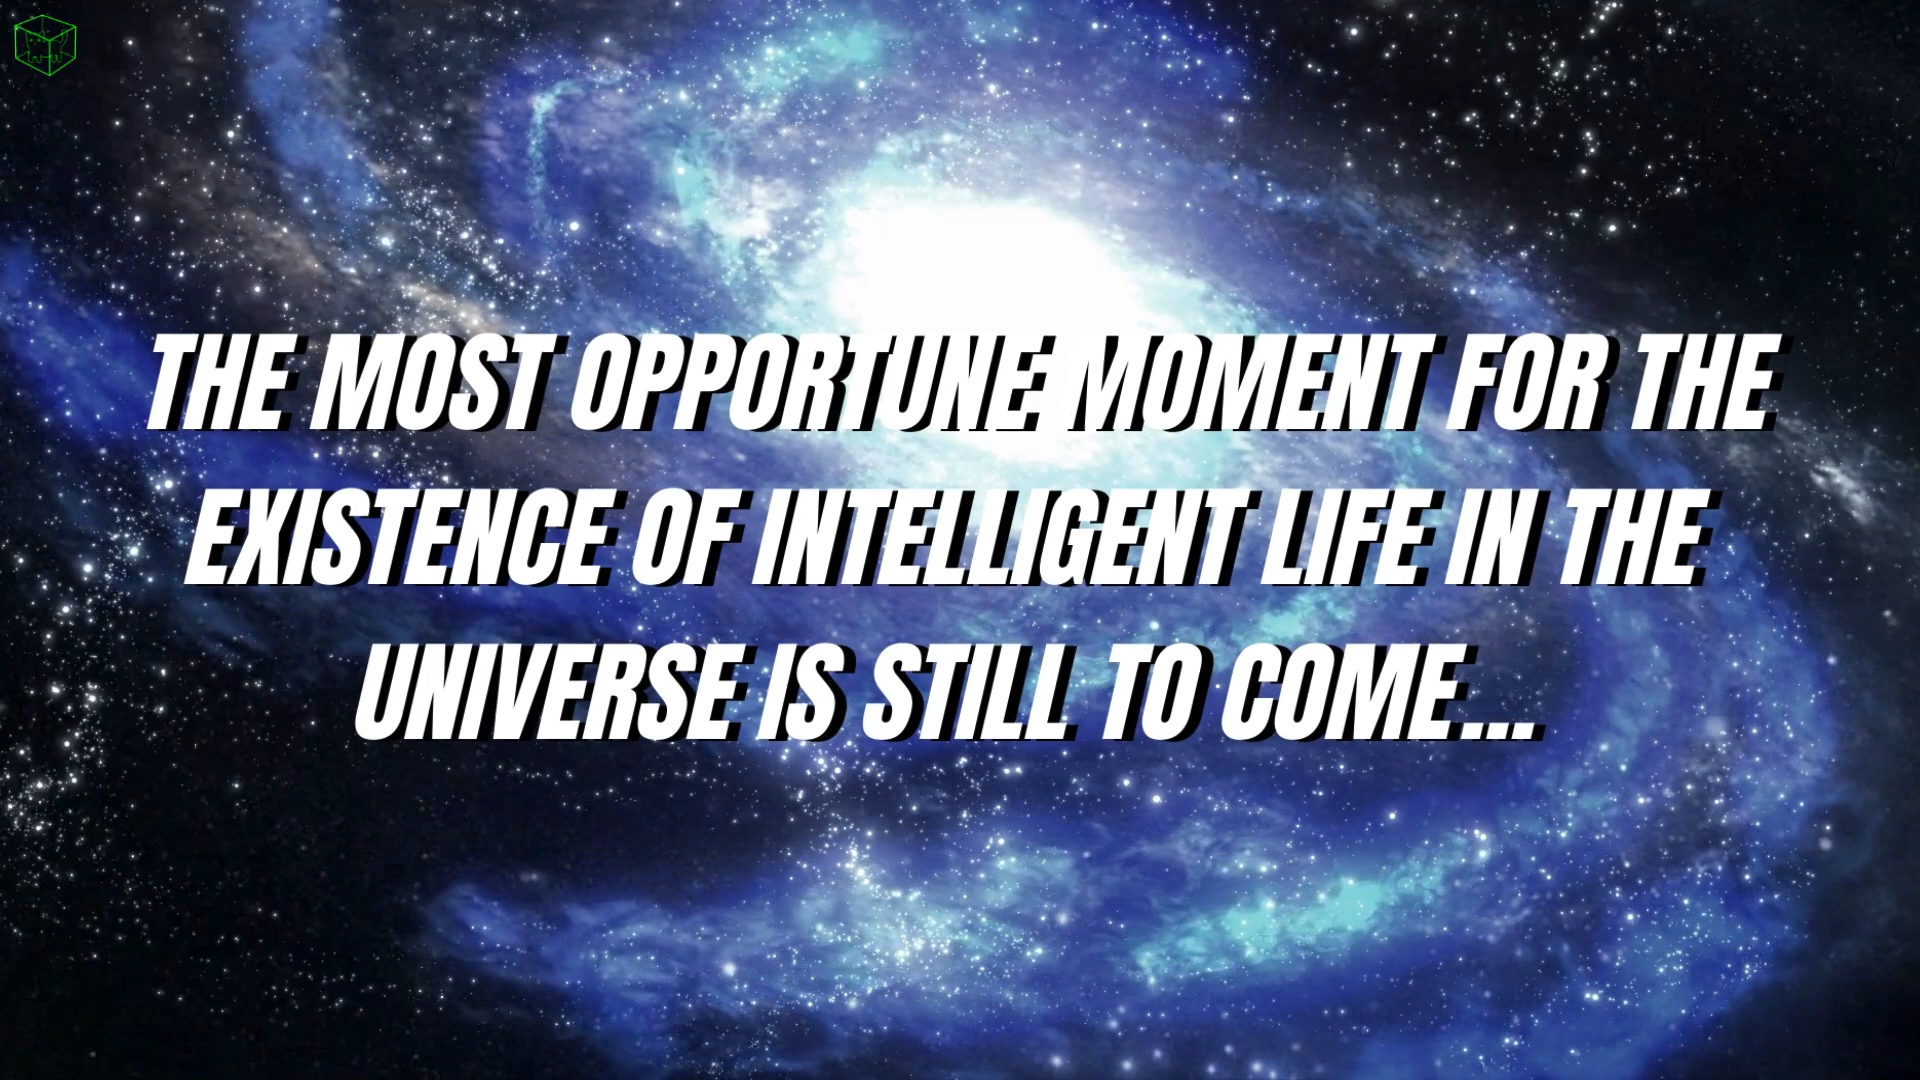 THE MOST OPPORTUNE MOMENT FOR THE
EXISTENCE OF INTELLIGENT LIFE IN THE
UNIVERSE IS STILL TO COME...